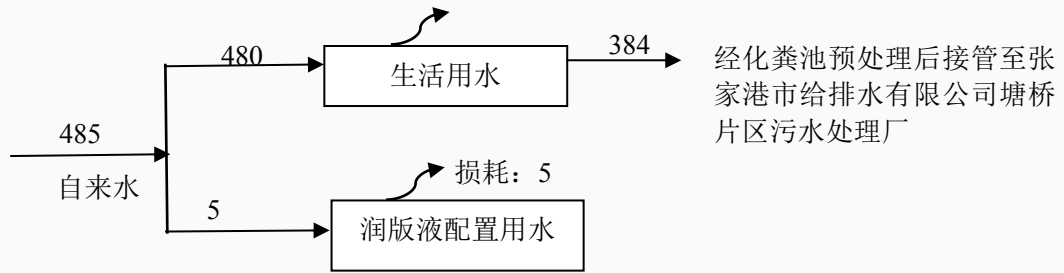 480
生活用水
384
经化粪池预处理后接管至张
家港市给排水有限公司塘桥
片区污水处理厂
485
自来水
损耗：5
5
润版液配置用水